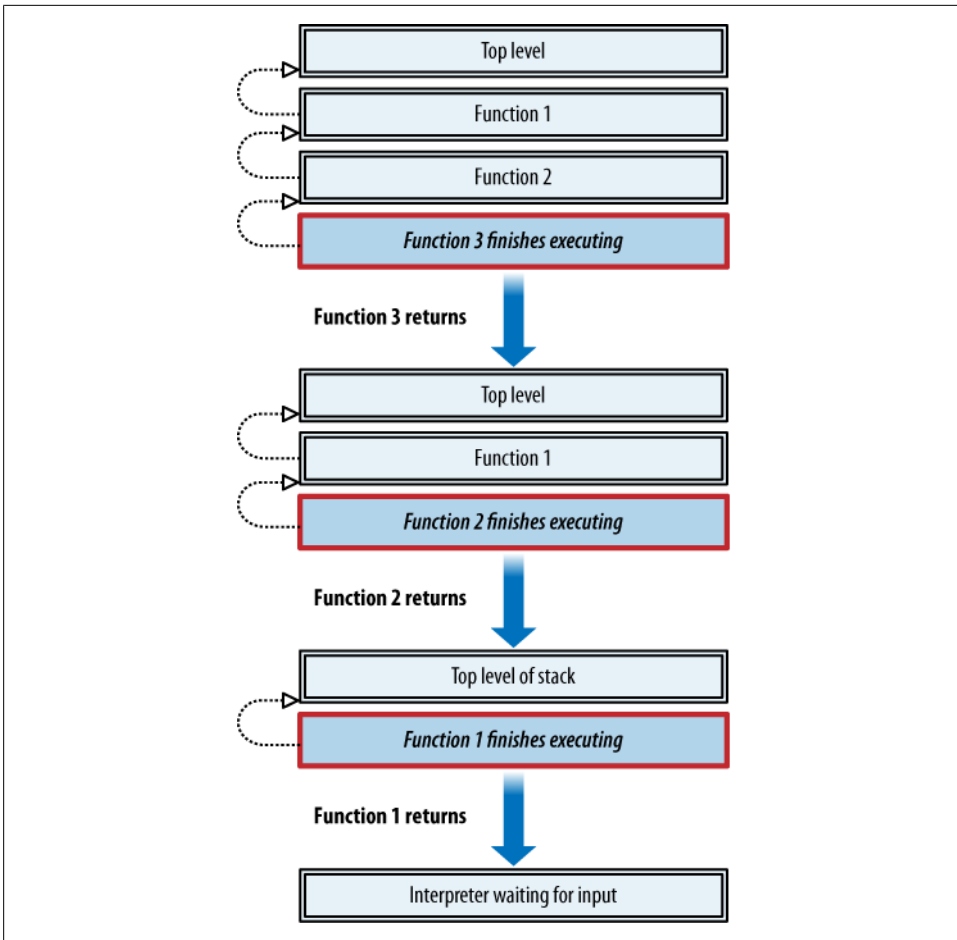 Top level
Function 1
Function 2
Function 3 finishes executing
Function 3 returns
Top level
Function 1
Function 2 finishes executing
Function 2 returns
Top level of stack
Function 1 finishes executing
Function 1 returns
Interpreter waiting for input